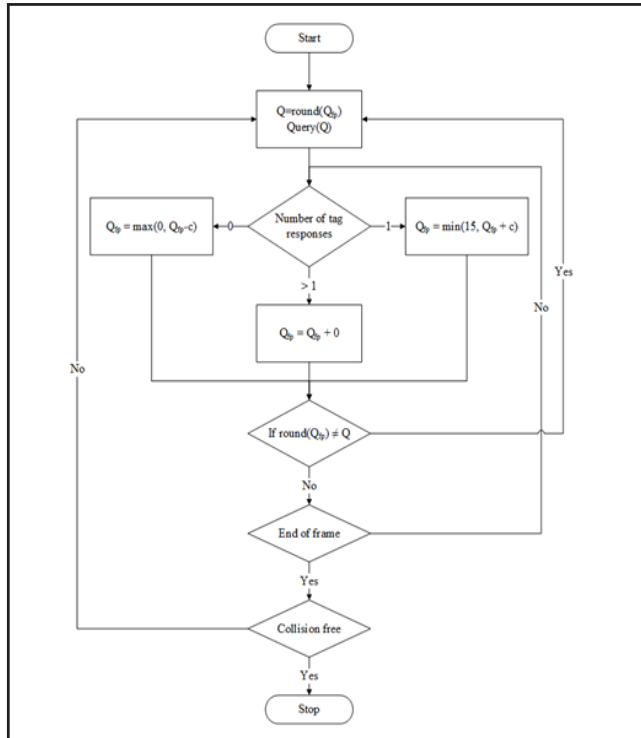 Start
Q=round(Qfp)
Query(Q)
Number of tag
responses
0
1
> 1
Qfp = max(0, Qfp-c)
Qfp = min(15, Qfp + c)
Qfp = Qfp + 0
Yes
No
No
If round(Qfp) ≠ Q
No
End of frame
Yes
Collision free
Yes
Stop